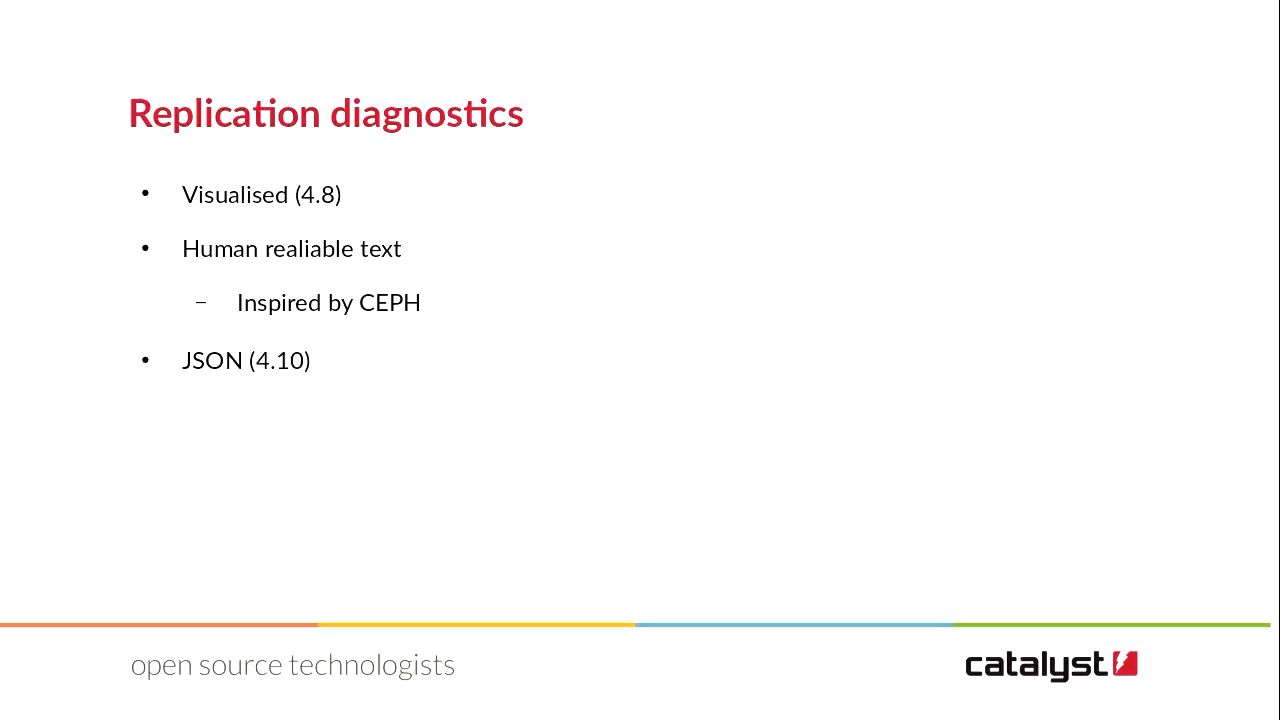 Replication diagnostics
• Visualised (4.8)
• Human realiable text
– Inspired by CEPH
• JSON (4.10)
open source technologists
catalyst